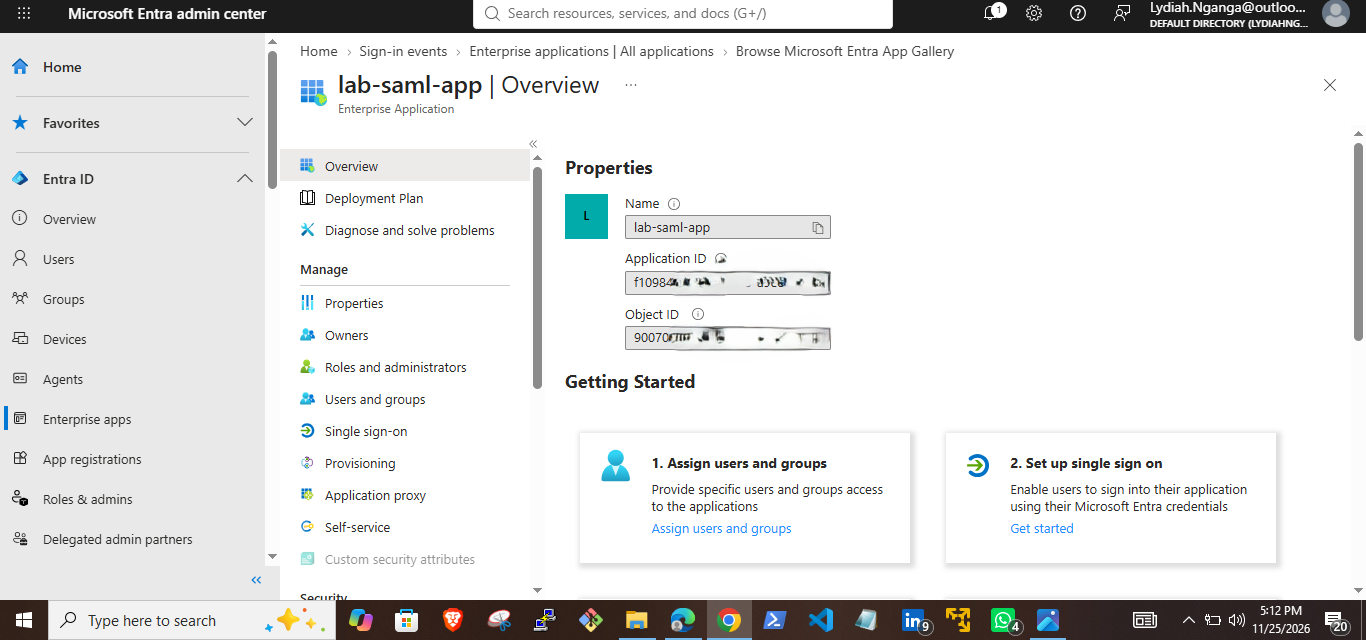 Microsoft Entra admin center
Search resources, services, and docs (G+/)
1
Lydiah.Nganga@outloo...
DEFAULT DIRECTORY (LYDIAHNG...
Home
Favorites
Entra ID
Overview
Users
Groups
Devices
Agents
Enterprise apps
App registrations
Roles & admins
Delegated admin partners
Home › Sign-in events › Enterprise applications | All applications › Browse Microsoft Entra App Gallery
lab-saml-app | Overview ...
Enterprise Application
Overview
Deployment Plan
Diagnose and solve problems
Manage
Properties
Owners
Roles and administrators
Users and groups
Single sign-on
Provisioning
Application proxy
Self-service
Custom security attributes
Security
Properties
L
Name
lab-saml-app
Application ID
Object ID
Getting Started
1. Assign users and groups
Provide specific users and groups access
to the applications
Assign users and groups
2. Set up single sign on
Enable users to sign into their application
using their Microsoft Entra credentials
Get started
Type here to search
9
4
5:12 PM
11/25/2026
20